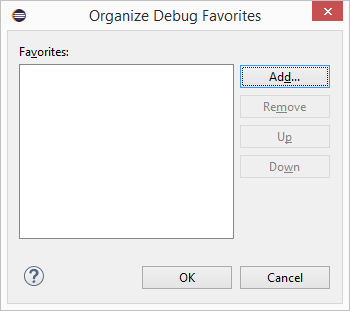 Organize Debug Favorites
Favorites:
Add...
Remove
Up
Down
OK
Cancel